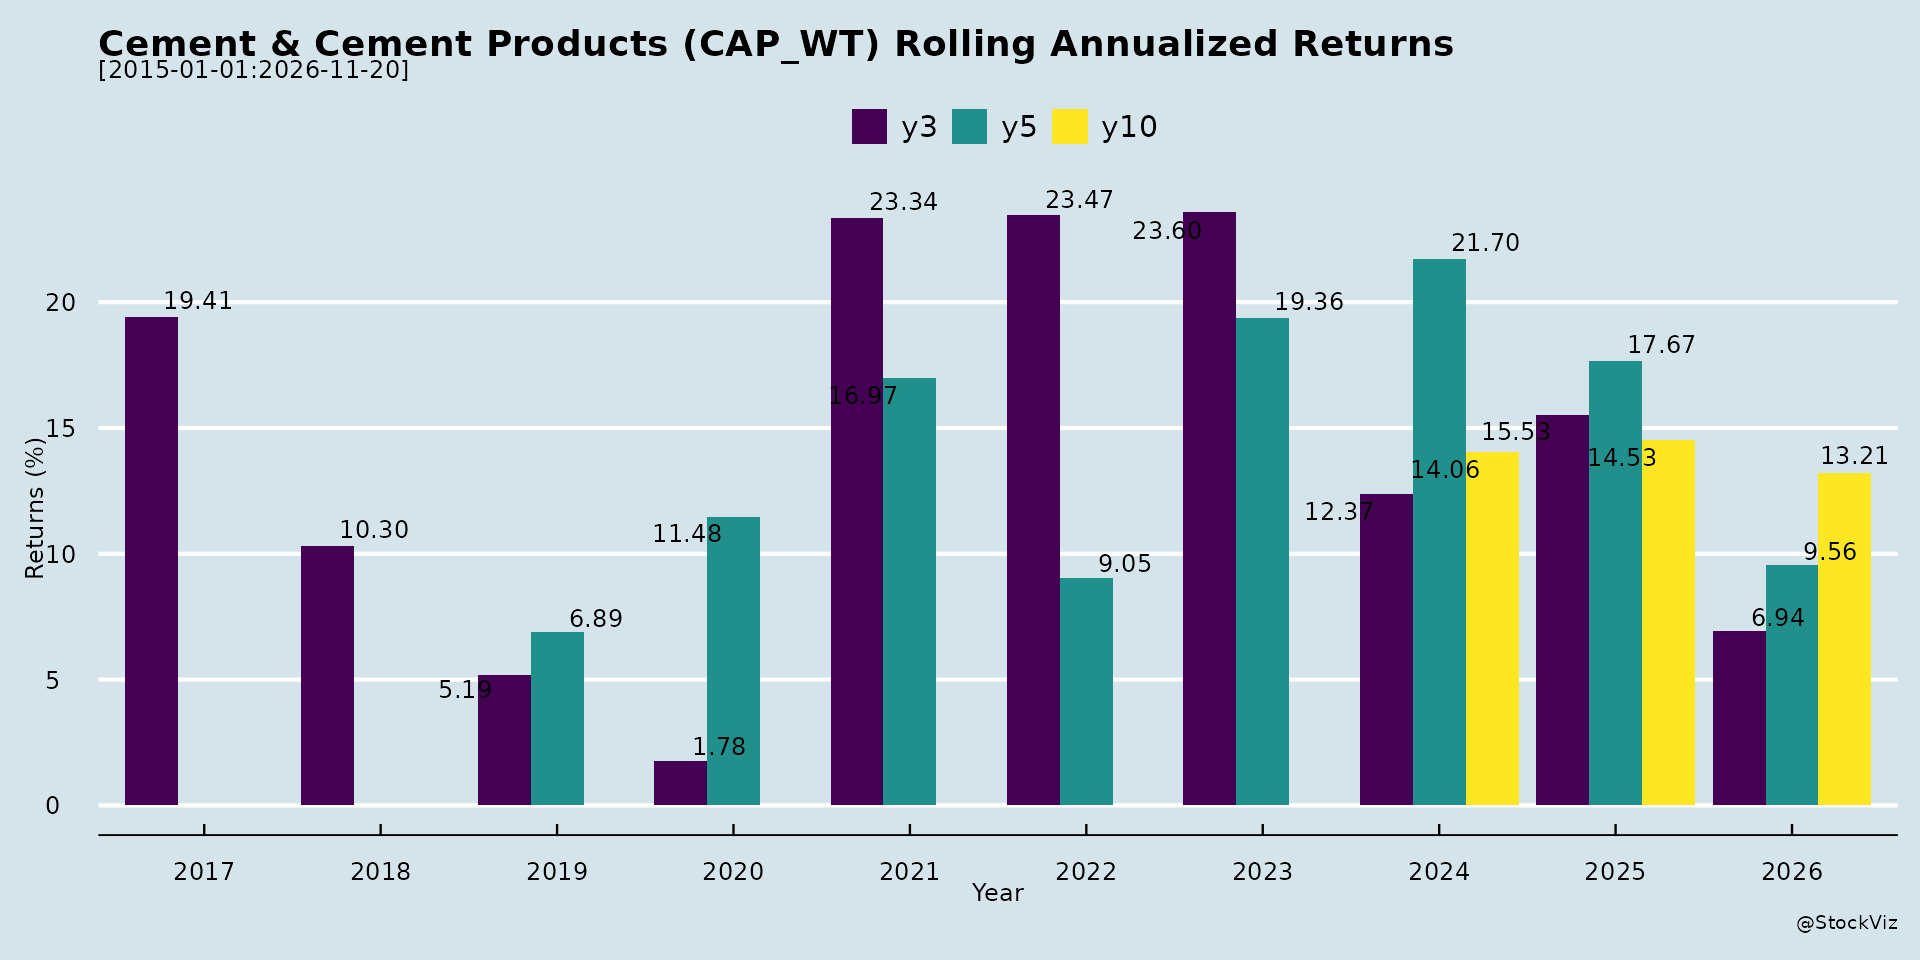 Cement & Cement Products (CAP_WT) Rolling Annualized Returns
[2015-01-01:2026-11-20]
y3 y5 y10
23.34 23.47
23.60
21.70
20 19.41 19.36
17.67
16.97
15 15.53
14.53 13.21
14.06
12.37
10.30 11.48
10 9.56
9.05
6.89 6.94
5 5.19
1.78
0
Returns (%)
2017 2018 2019 2020 2021 2022 2023 2024 2025 2026
Year
@StockViz